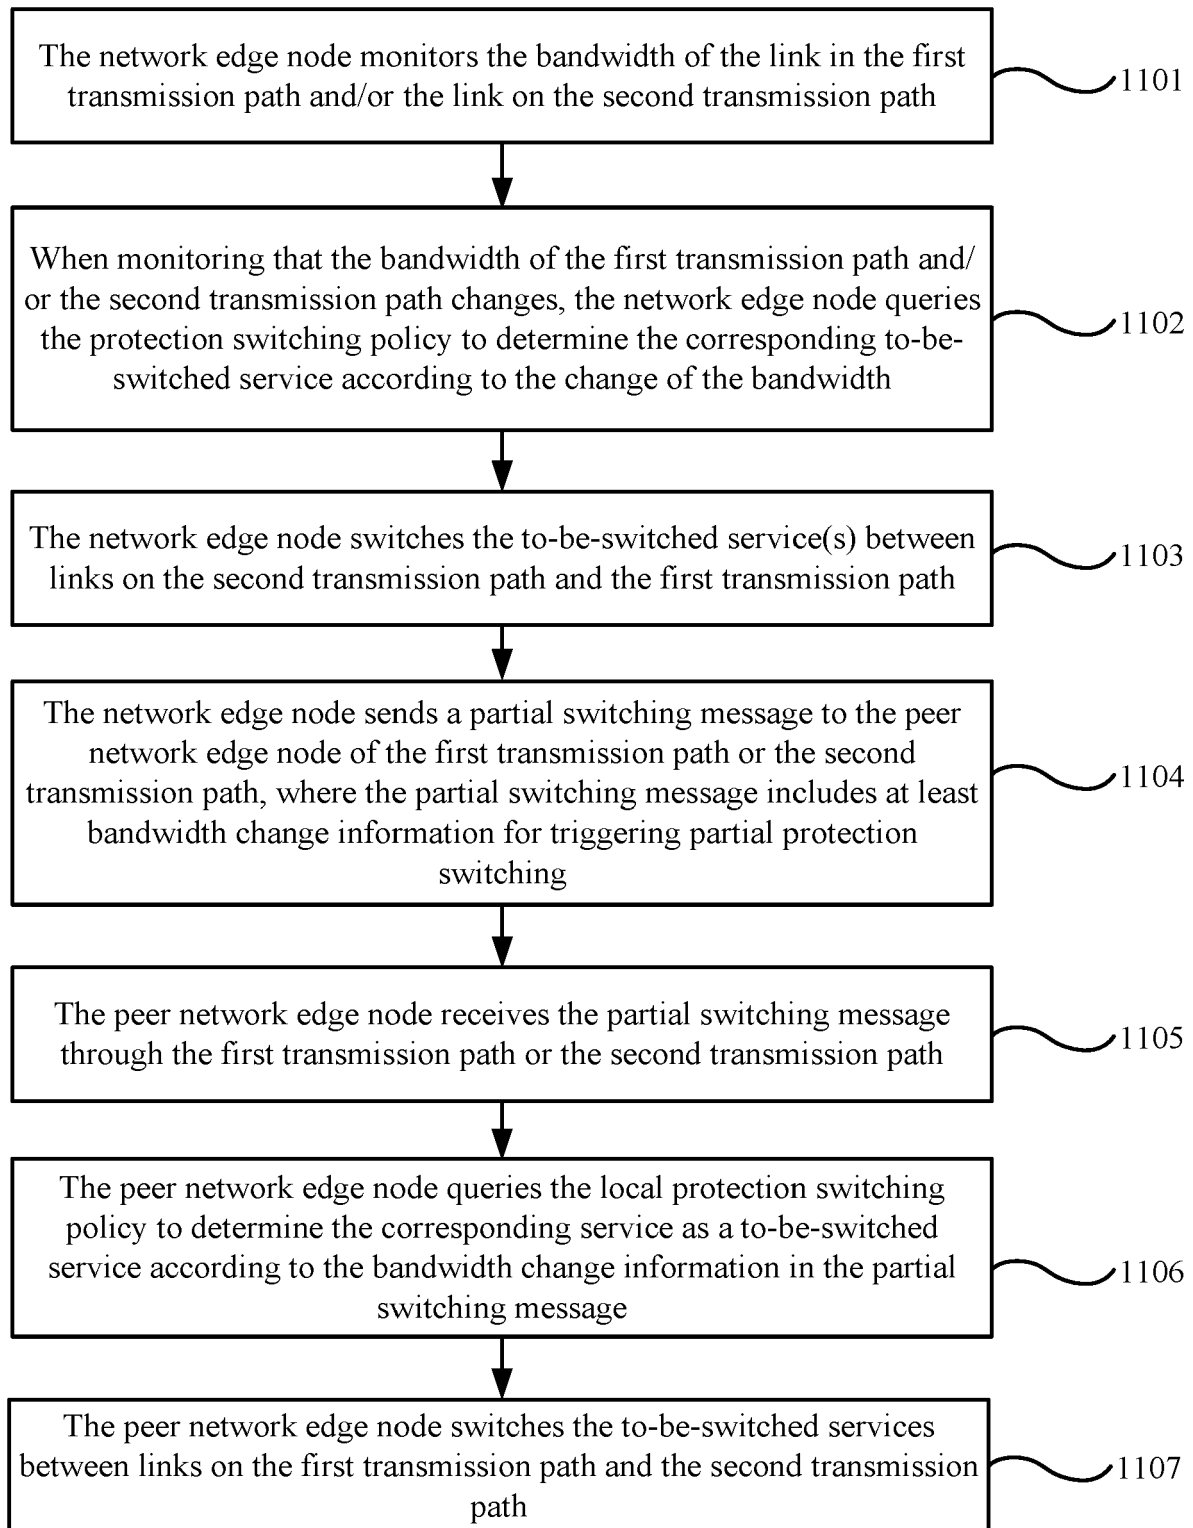 The network edge node monitors the bandwidth of the link in the first
transmission path and/or the link on the second transmission path
1101
When monitoring that the bandwidth of the first transmission path and/
or the second transmission path changes, the network edge node queries
the protection switching policy to determine the corresponding to-be-
switched service according to the change of the bandwidth
1102
The network edge node switches the to-be-switched service(s) between
links on the second transmission path and the first transmission path
1103
The network edge node sends a partial switching message to the peer
network edge node of the first transmission path or the second
transmission path, where the partial switching message includes at least
bandwidth change information for triggering partial protection
switching
1104
The peer network edge node receives the partial switching message
through the first transmission path or the second transmission path
1105
The peer network edge node queries the local protection switching
policy to determine the corresponding service as a to-be-switched
service according to the bandwidth change information in the partial
switching message
1106
The peer network edge node switches the to-be-switched services
between links on the first transmission path and the second transmission
path
1107